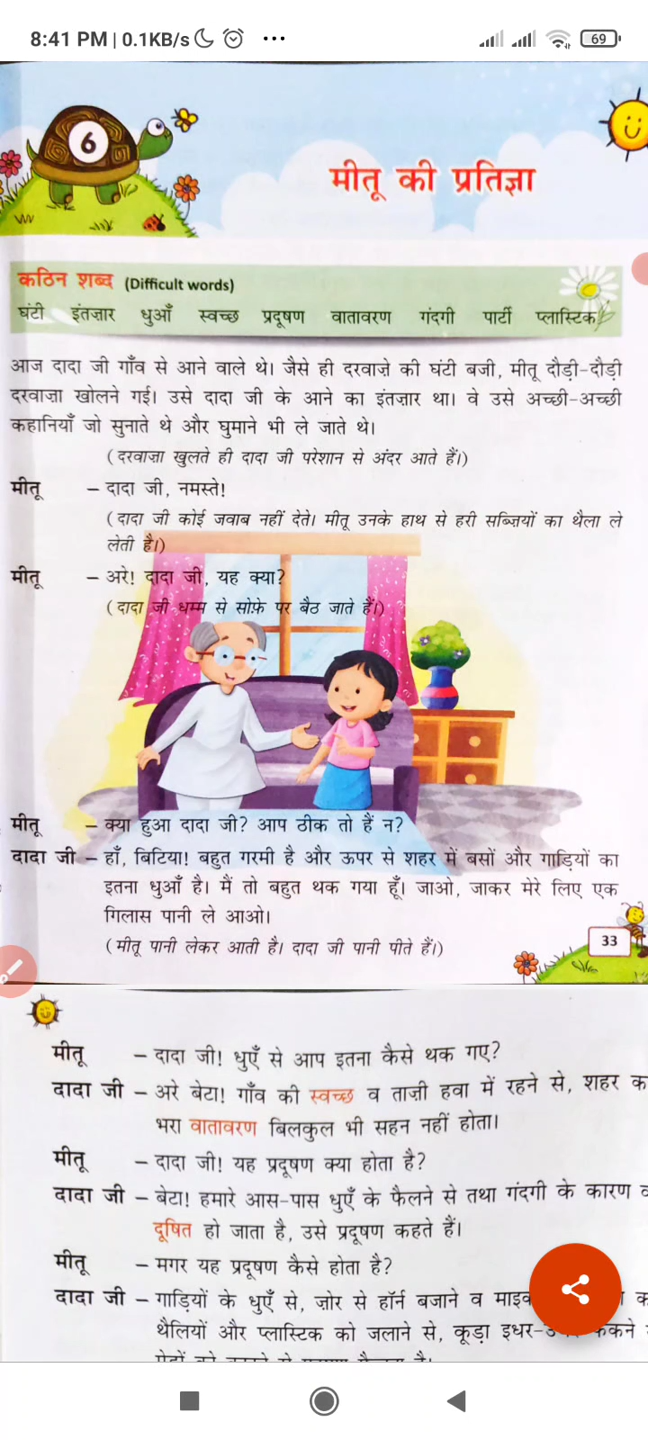 8:41 PM | 0.1KB/s
69
6
मीतू की प्रतिज्ञा
कठिन शब्द (Difficult words)
घंटी इंतज़ार धुआँ स्वच्छ प्रदूषण वातावरण गंदगी पार्टी प्लास्टिक
आज दादा जी गाँव से आने वाले थे। जैसे ही दरवाज़े की घंटी बजी, मीतू दौड़ी-दौड़ी
दरवाज़ा खोलने गई। उसे दादा जी के आने का इंतज़ार था। वे उसे अच्छी-अच्छी
कहानियाँ जो सुनाते थे और घुमाने भी ले जाते थे।
(दरवाज़ा खुलते ही दादा जी परेशान से अंदर आते हैं।)
मीतू – दादा जी, नमस्ते!
(दादा जी कोई जवाब नहीं देते। मीतू उनके हाथ से हरी सब्ज़ियों का थैला ले
लेती है।)
मीतू – अरे! दादा जी, यह क्या?
(दादा जी धम्म से सोफ़े पर बैठ जाते हैं।)
मीतू – क्या हुआ दादा जी? आप ठीक तो हैं न?
दादा जी – हाँ, बिटिया! बहुत गरमी है और ऊपर से शहर में बसों और गाड़ियों का
इतना धुआँ है। मैं तो बहुत थक गया हूँ। जाओ, जाकर मेरे लिए एक
गिलास पानी ले आओ।
(मीतू पानी लेकर आती है। दादा जी पानी पीते हैं।)
33
मीतू – दादा जी! धुएँ से आप इतना कैसे थक गए?
दादा जी – अरे बेटा! गाँव की स्वच्छ व ताज़ी हवा में रहने से, शहर क
भरा वातावरण बिलकुल भी सहन नहीं होता।
मीतू – दादा जी! यह प्रदूषण क्या होता है?
दादा जी – बेटा! हमारे आस-पास धुएँ के फैलने से तथा गंदगी के कारण
दूषित हो जाता है, उसे प्रदूषण कहते हैं।
मीतू – मगर यह प्रदूषण कैसे होता है?
दादा जी – गाड़ियों के धुएँ से, ज़ोर से हॉर्न बजाने व
थैलियों और प्लास्टिक को जलाने से, कूड़ा